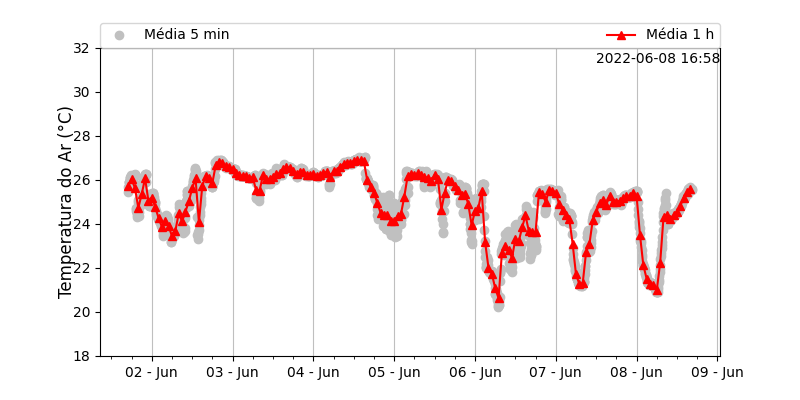 Média 5 min
Média 1 h
2022-06-08 16:58
Temperatura do Ar (°C)
32
30
28
26
24
22
20
18
02 - Jun
03 - Jun
04 - Jun
05 - Jun
06 - Jun
07 - Jun
08 - Jun
09 - Jun